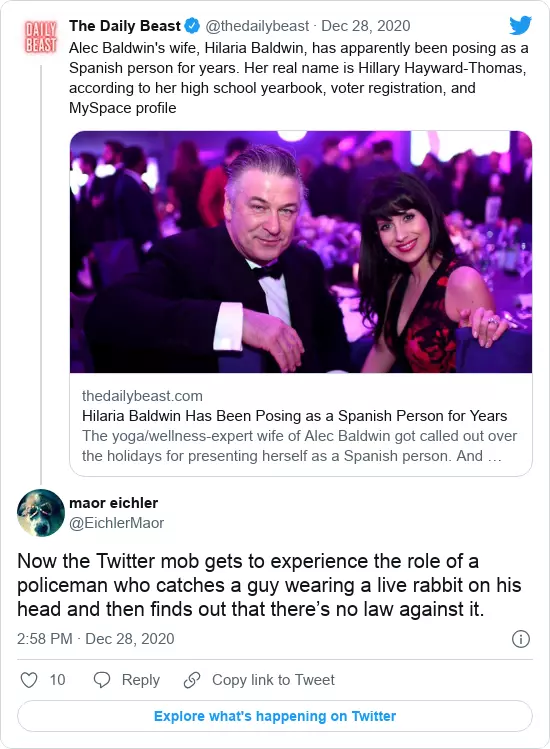 DAILY
BEAST
The Daily Beast @thedailybeast · Dec 28, 2020
Alec Baldwin's wife, Hilaria Baldwin, has apparently been posing as a
Spanish person for years. Her real name is Hillary Hayward-Thomas,
according to her high school yearbook, voter registration, and
MySpace profile
thedailybeast.com
Hilaria Baldwin Has Been Posing as a Spanish Person for Years
The yoga/wellness-expert wife of Alec Baldwin got called out over
the holidays for presenting herself as a Spanish person. And …
maor eichler
@EichlerMaor
Now the Twitter mob gets to experience the role of a
policeman who catches a guy wearing a live rabbit on his
head and then finds out that there’s no law against it.
2:58 PM · Dec 28, 2020
10 Reply Copy link to Tweet
Explore what's happening on Twitter